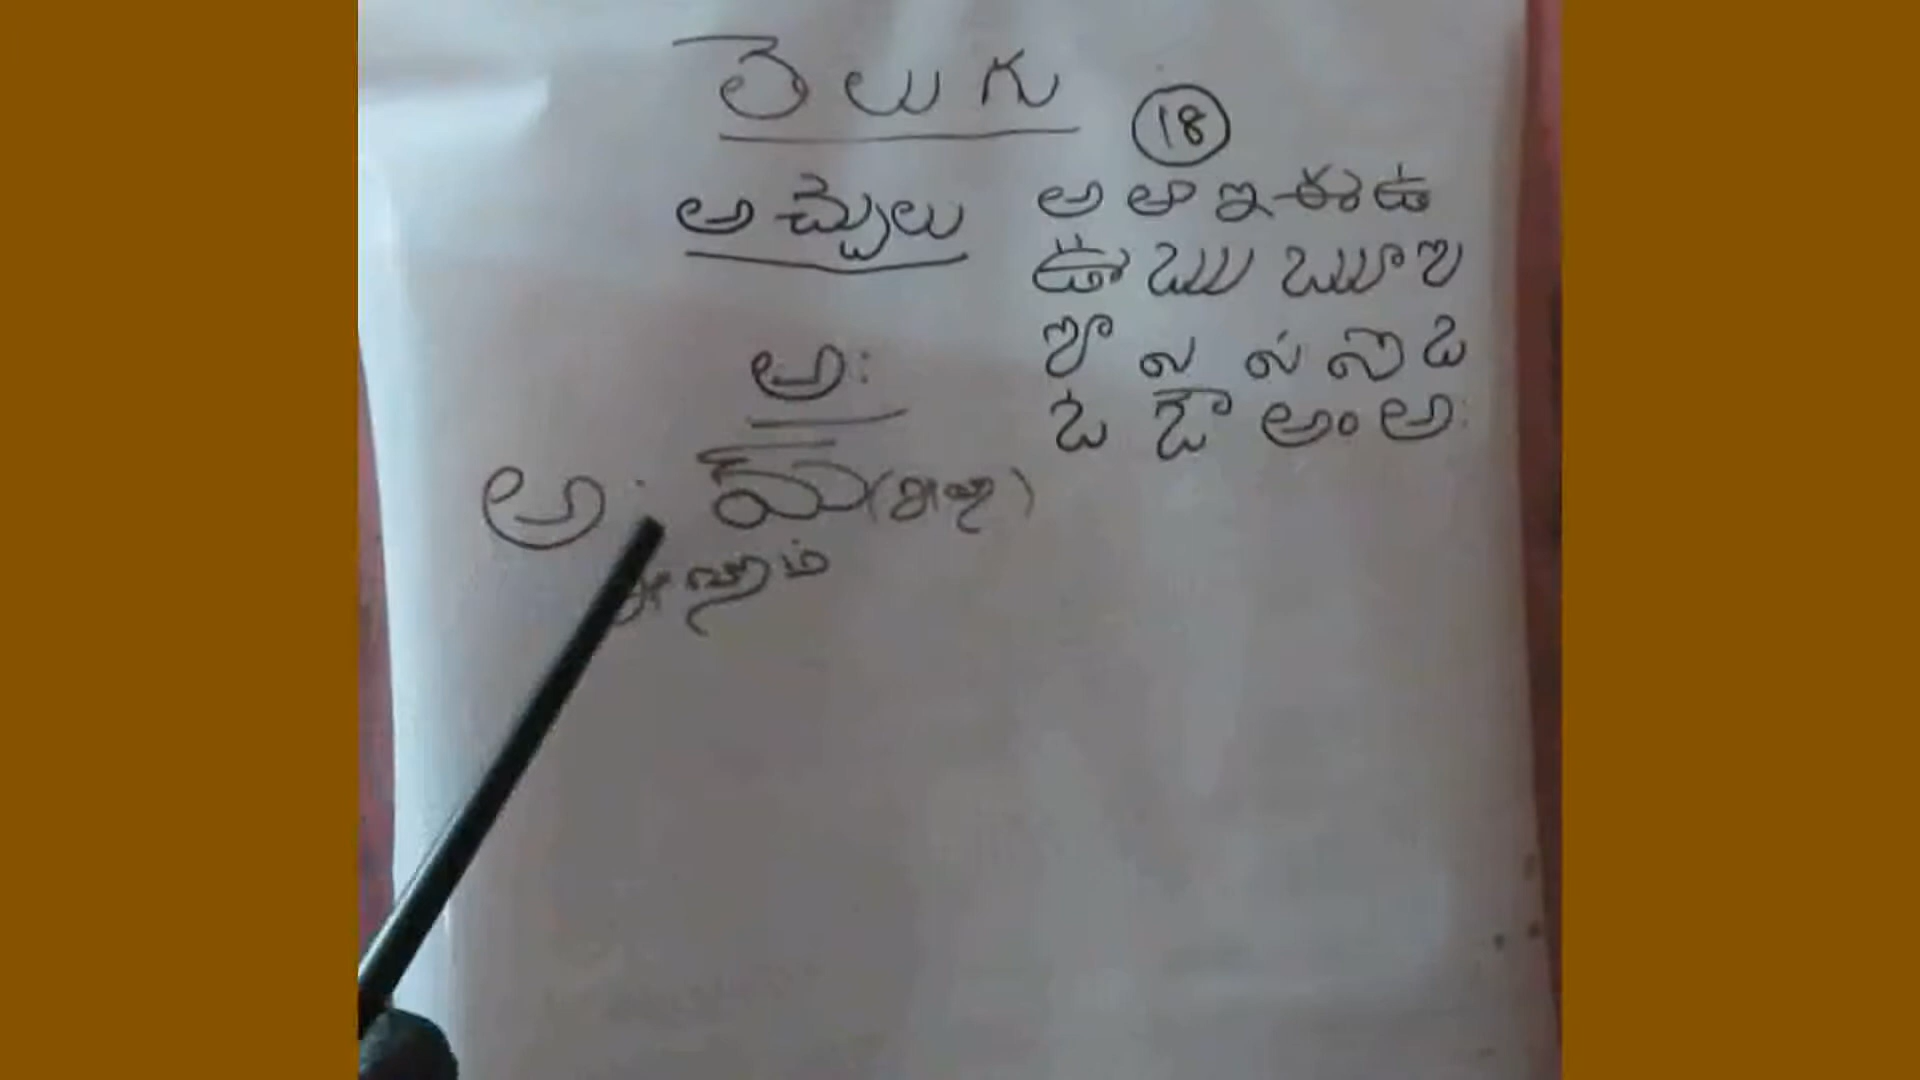 తెలుగు
18
అచ్చులు
అ ఆ ఇ ఈ ఉ
ఊ ఋ ౠ ఌ
ౡ ఎ ఏ ఐ ఒ
ఓ ఔ అం అః
అః
అః